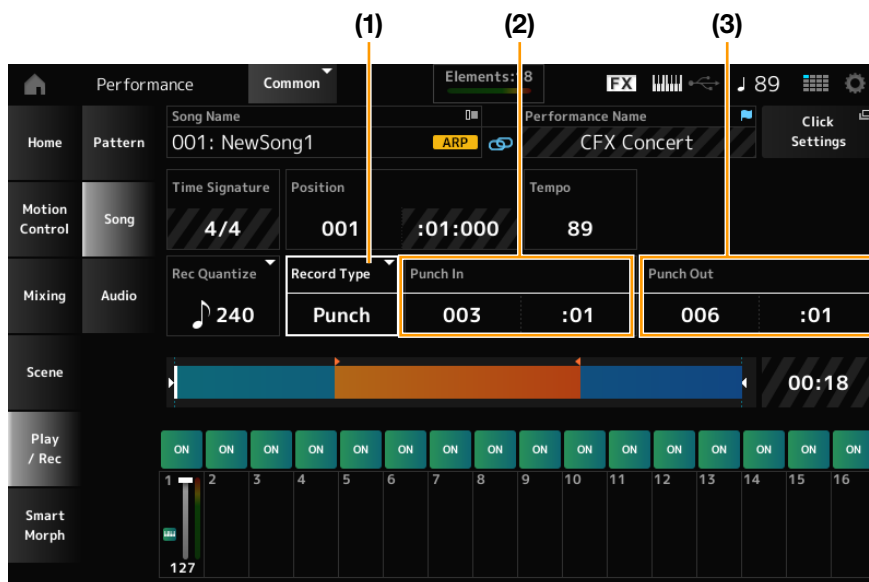 (1) (2) (3)
Performance Common Elements:18 FX 89
Home Pattern Song Name Performance Name Click Settings
001: NewSong1 ARP CFX Concert
Motion Control Song Time Signature Position Tempo
4/4 001 :01:000 89
Mixing Audio Rec Quantize Record Type Punch In Punch Out
240 Punch 003 :01 006 :01
Scene
00:18
Play / Rec
ON ON ON ON ON ON ON ON ON ON ON ON ON ON ON ON
1 2 3 4 5 6 7 8 9 10 11 12 13 14 15 16
Smart Morph
127